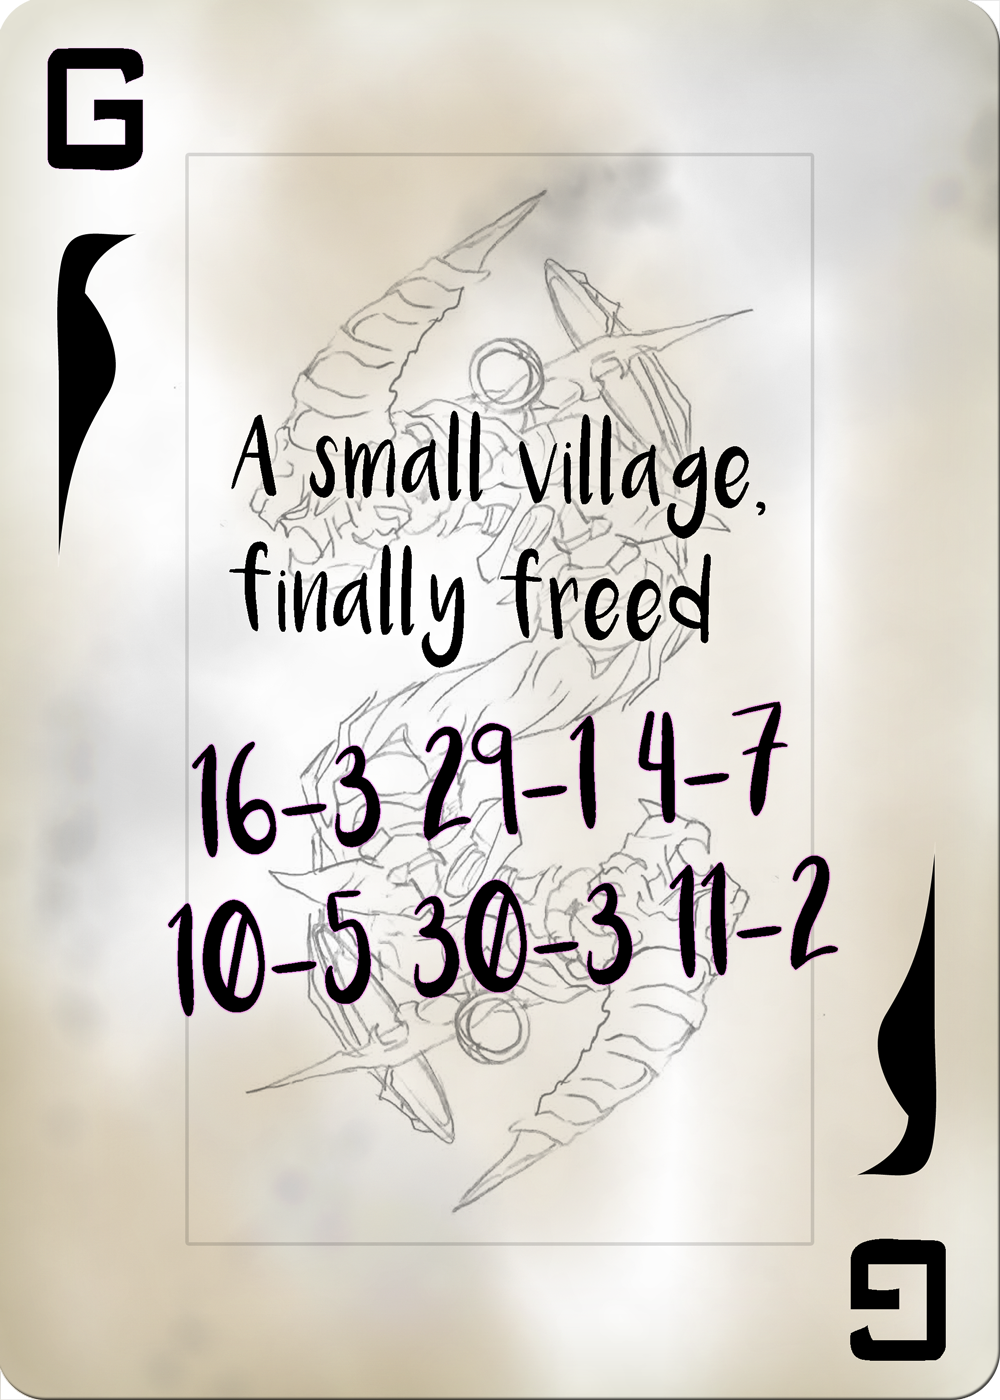 G
A small village,
finally freed
16-3 29-1 4-7
10-5 30-3 11-2
G